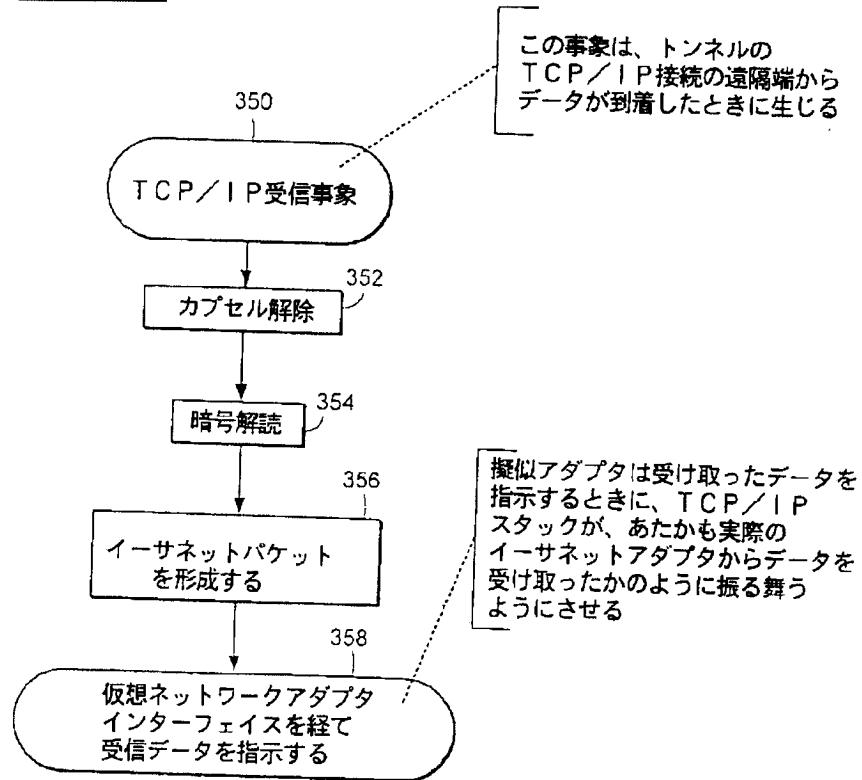 この事象は、トンネルの
TCP／IP接続の遠隔端から
データが到着したときに生じる
350
TCP／IP受信事象
352
カプセル解除
354
暗号解読
356
イーサネットパケット
を形成する
擬似アダプタは受け取ったデータを
指示するときに、TCP／IP
スタックが、あたかも実際の
イーサネットアダプタからデータを
受け取ったかのように振る舞う
ようにさせる
358
仮想ネットワークアダプタ
インターフェイスを経て
受信データを指示する